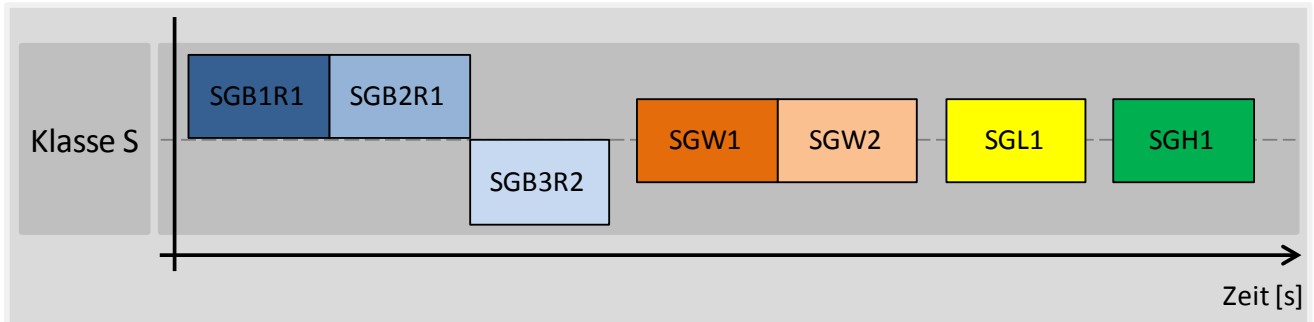 Klasse S
SGB1R1
SGB2R1
SGB3R2
SGW1
SGW2
SGL1
SGH1
Zeit [s]